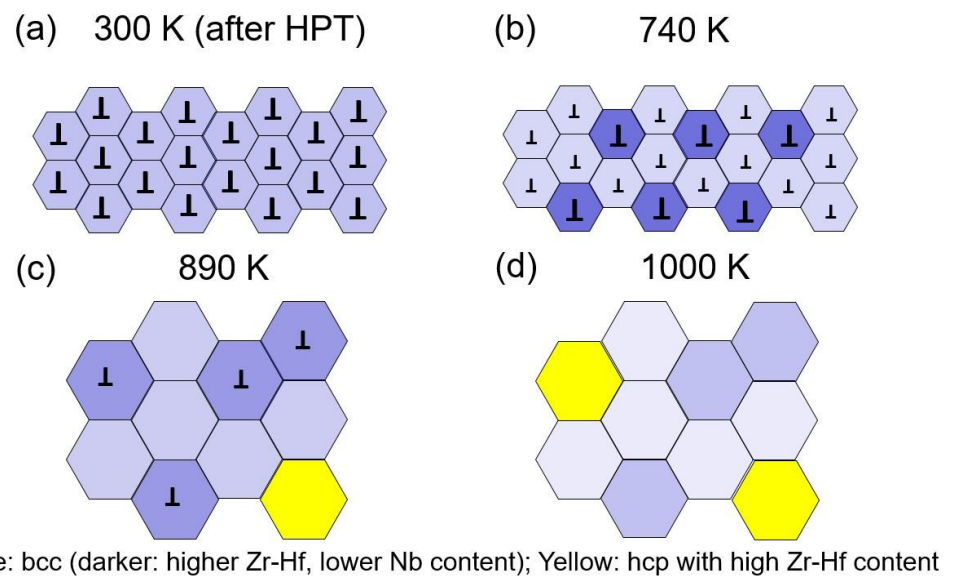 (a) 300 K (after HPT)
(b) 740 K
(c) 890 K
(d) 1000 K
e: bcc (darker: higher Zr-Hf, lower Nb content); Yellow: hcp with high Zr-Hf content